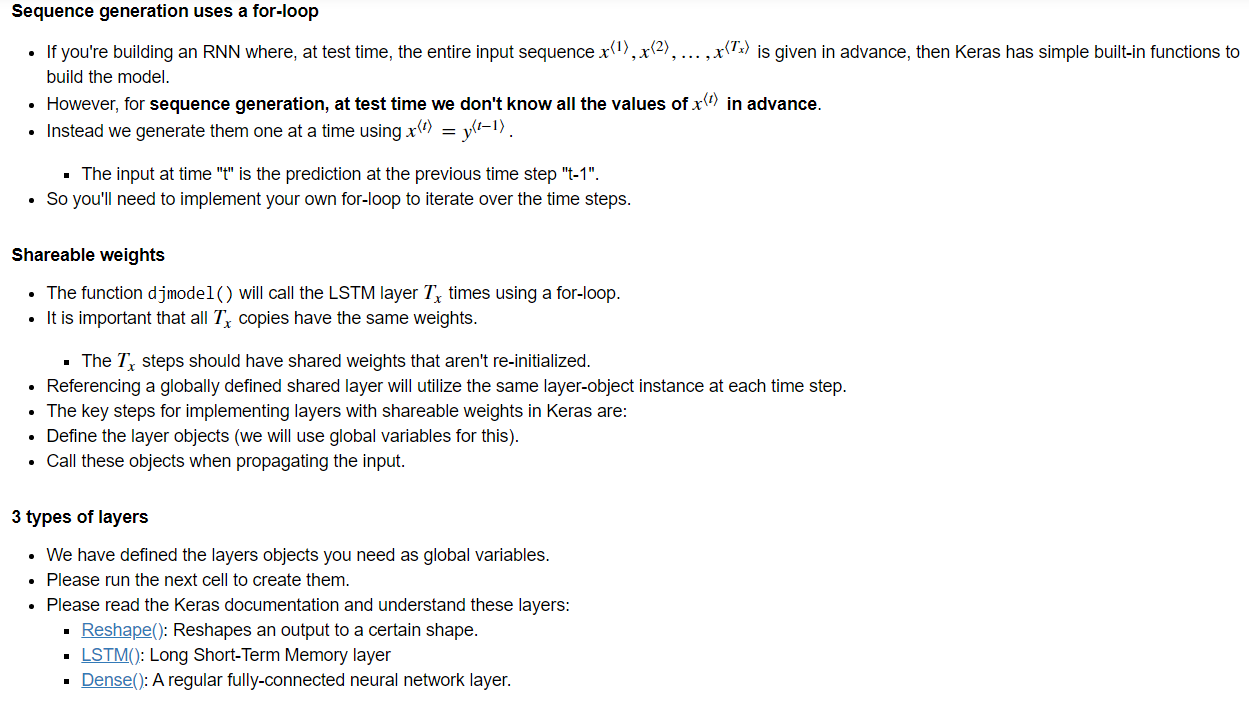 Sequence generation uses a for-loop
• If you're building an RNN where, at test time, the entire input sequence x⟨1⟩, x⟨2⟩, … , x⟨Tx⟩ is given in advance, then Keras has simple built-in functions to
build the model.
• However, for sequence generation, at test time we don't know all the values of x⟨t⟩ in advance.
• Instead we generate them one at a time using x⟨t⟩ = y⟨t−1⟩.
▪ The input at time "t" is the prediction at the previous time step "t-1".
• So you'll need to implement your own for-loop to iterate over the time steps.
Shareable weights
• The function djmodel() will call the LSTM layer Tx times using a for-loop.
• It is important that all Tx copies have the same weights.
▪ The Tx steps should have shared weights that aren't re-initialized.
• Referencing a globally defined shared layer will utilize the same layer-object instance at each time step.
• The key steps for implementing layers with shareable weights in Keras are:
• Define the layer objects (we will use global variables for this).
• Call these objects when propagating the input.
3 types of layers
• We have defined the layers objects you need as global variables.
• Please run the next cell to create them.
• Please read the Keras documentation and understand these layers:
▪ Reshape(): Reshapes an output to a certain shape.
▪ LSTM(): Long Short-Term Memory layer
▪ Dense(): A regular fully-connected neural network layer.